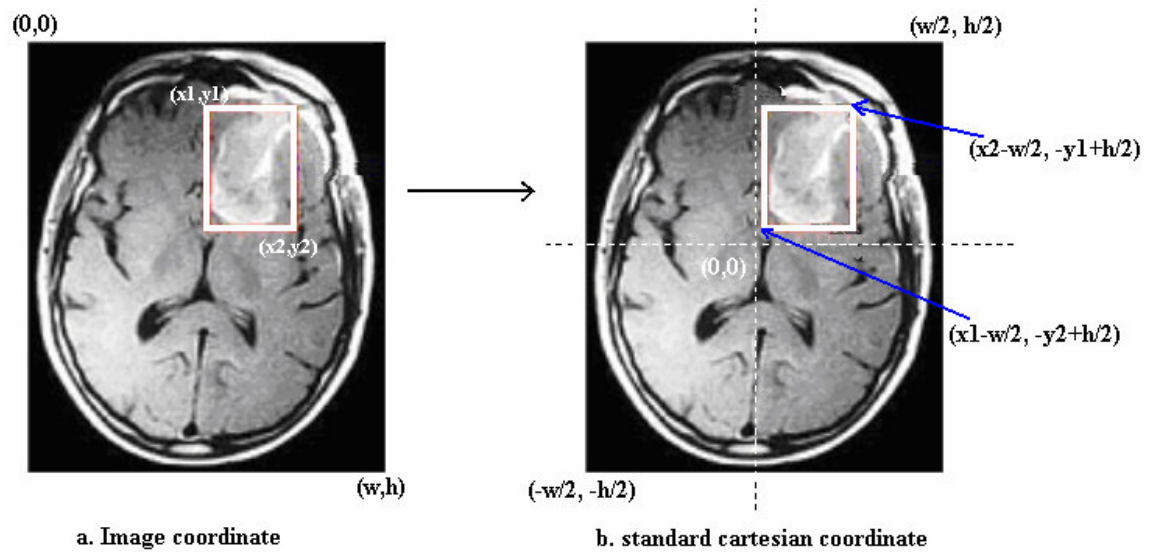 (0,0)
(x1,y1)
(x2,y2)
(w,h)
a. Image coordinate
(w/2, h/2)
(x2-w/2, -y1+h/2)
(0,0)
(x1-w/2, -y2+h/2)
(-w/2, -h/2)
b. standard cartesian coordinate